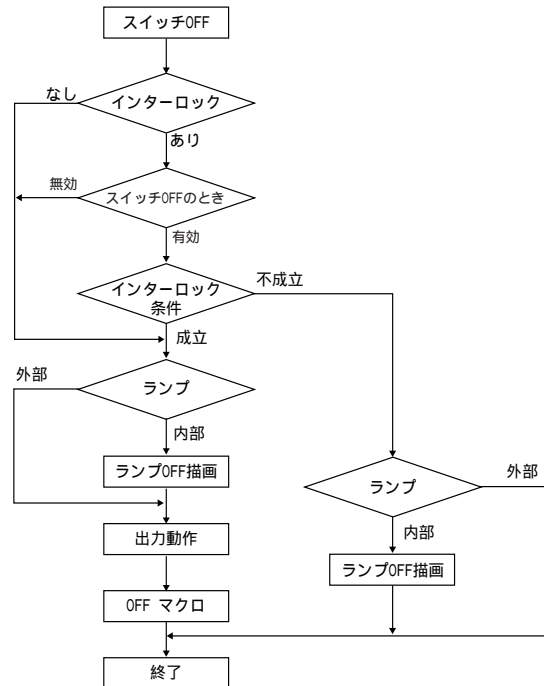 スイッチOFF
なし
インターロック
あり
無効
スイッチOFFのとき
有効
インターロック
条件
不成立
成立
外部
ランプ
内部
ランプOFF描画
ランプ
外部
内部
出力動作
ランプOFF描画
OFF マクロ
終了